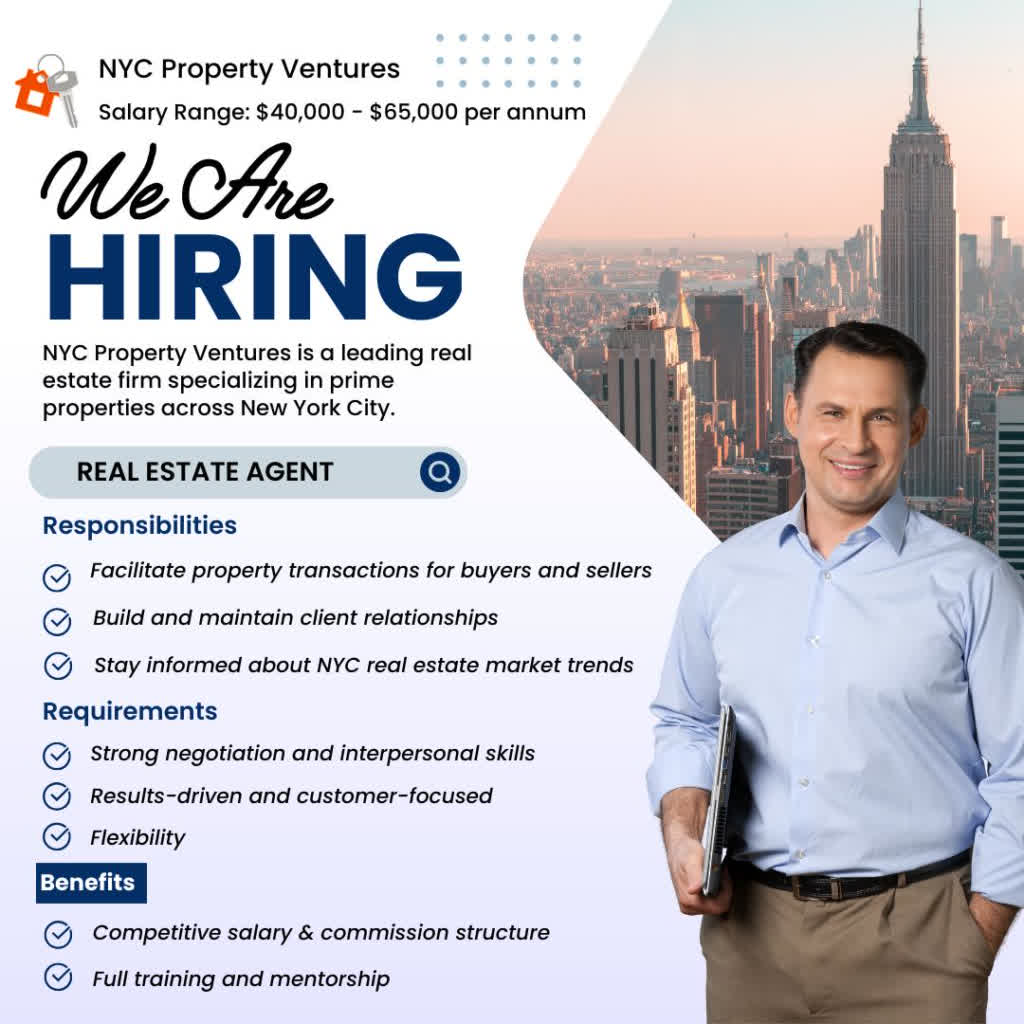 NYC Property Ventures
Salary Range: $40,000 - $65,000 per annum
We Are
HIRING
NYC Property Ventures is a leading real
estate firm specializing in prime
properties across New York City.
REAL ESTATE AGENT
Responsibilities
Facilitate property transactions for buyers and sellers
Build and maintain client relationships
Stay informed about NYC real estate market trends
Requirements
Strong negotiation and interpersonal skills
Results-driven and customer-focused
Flexibility
Benefits
Competitive salary & commission structure
Full training and mentorship